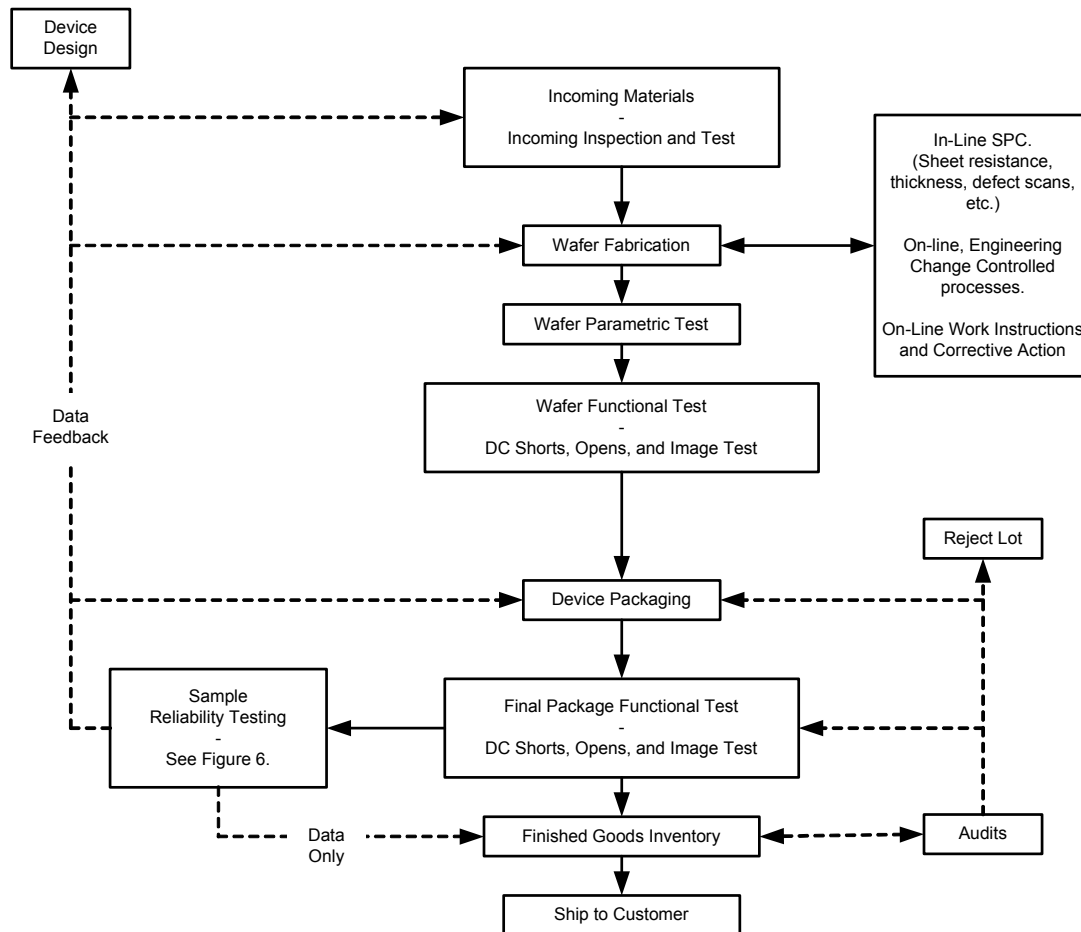 Device
Design
Incoming Materials
-
Incoming Inspection and Test
In-Line SPC.
(Sheet resistance,
thickness, defect scans,
etc.)
On-line, Engineering
Change Controlled
processes.
On-Line Work Instructions
and Corrective Action
Wafer Fabrication
Wafer Parametric Test
Wafer Functional Test
-
DC Shorts, Opens, and Image Test
Data
Feedback
Reject Lot
Device Packaging
Sample
Reliability Testing
-
See Figure 6.
Final Package Functional Test
-
DC Shorts, Opens, and Image Test
Data
Only
Finished Goods Inventory
Audits
Ship to Customer